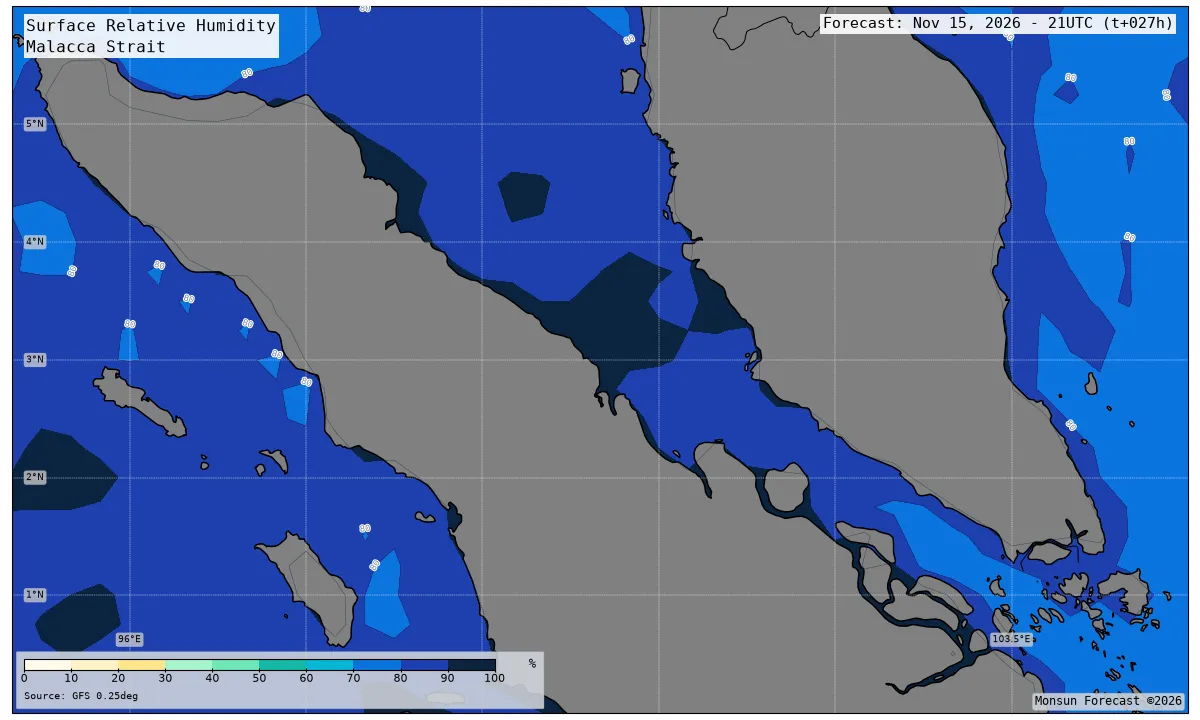 Surface Relative Humidity
Malacca Strait
Forecast: Nov 15, 2026 - 21UTC (t+027h)
80
80
80
80
80
80
80
5°N
80
4°N
80
80
80
80
80
80
3°N
80
80
80
2°N
80
80
1°N
96°E
103.5°E
%
0 10 20 30 40 50 60 70 80 90 100
Source: GFS 0.25deg
Monsun Forecast ©2026